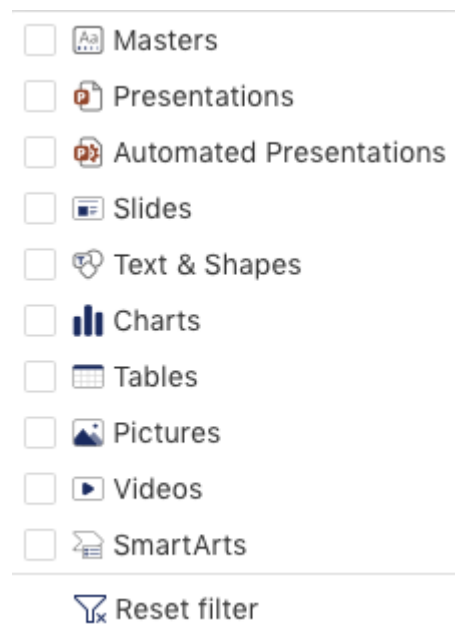 Masters
Presentations
Automated Presentations
Slides
Text & Shapes
Charts
Tables
Pictures
Videos
SmartArts
Reset filter